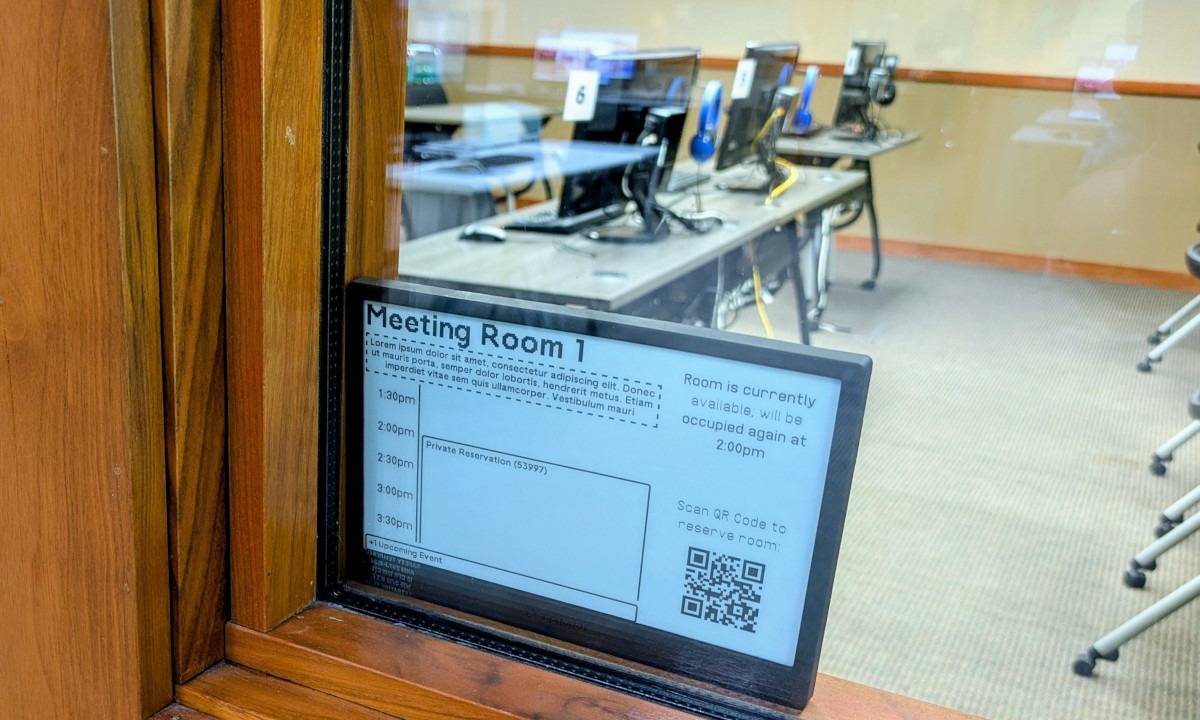 6
Meeting Room 1
Lorem ipsum dolor sit amet, consectetur adipiscing elit. Donec
ut mauris porta, semper dolor lobortis, hendrerit metus. Etiam
imperdiet vitae sem quis ullamcorper. Vestibulum mauri
1:30pm
2:00pm
2:30pm
3:00pm
3:30pm
Private Reservation (53997)
+1 Upcoming Event
Room is currently
available; will be
occupied again at
2:00pm
Scan QR Code to
reserve room: